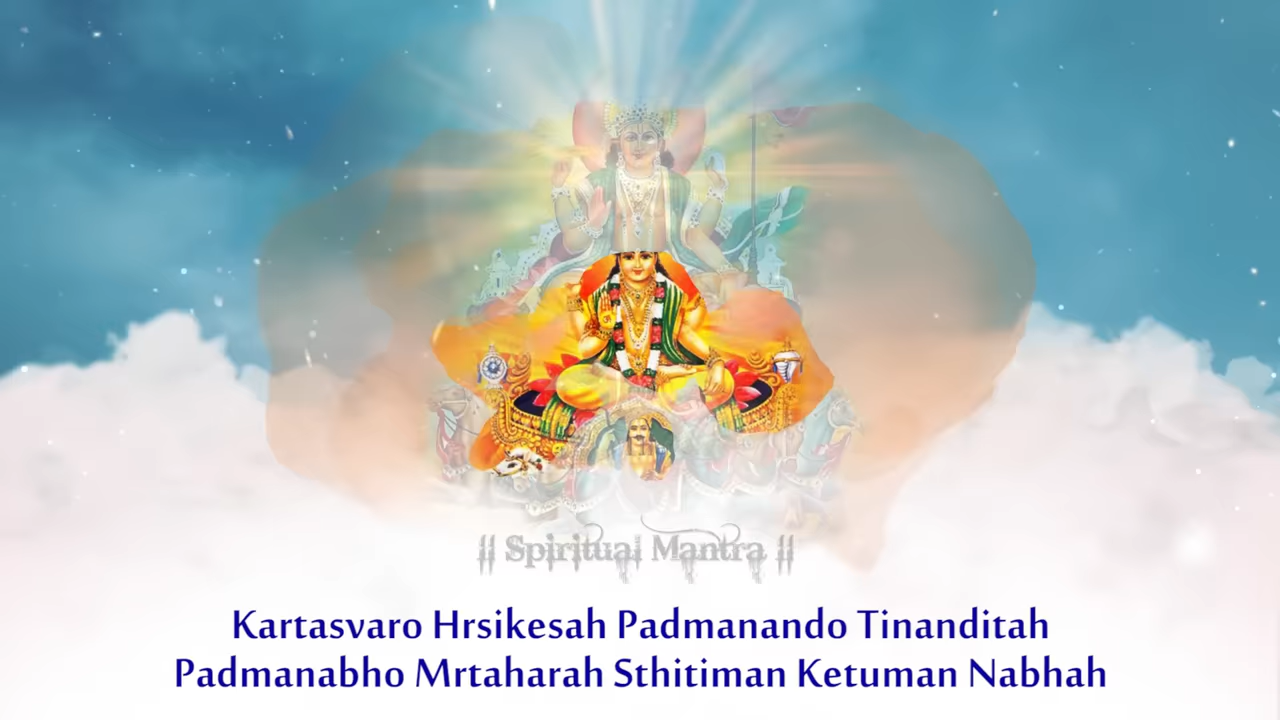 || Spiritual Mantra ||
Kartasvaro Hrsikesah Padmanando Tinanditah
Padmanabho Mrtaharah Sthitiman Ketuman Nabhah